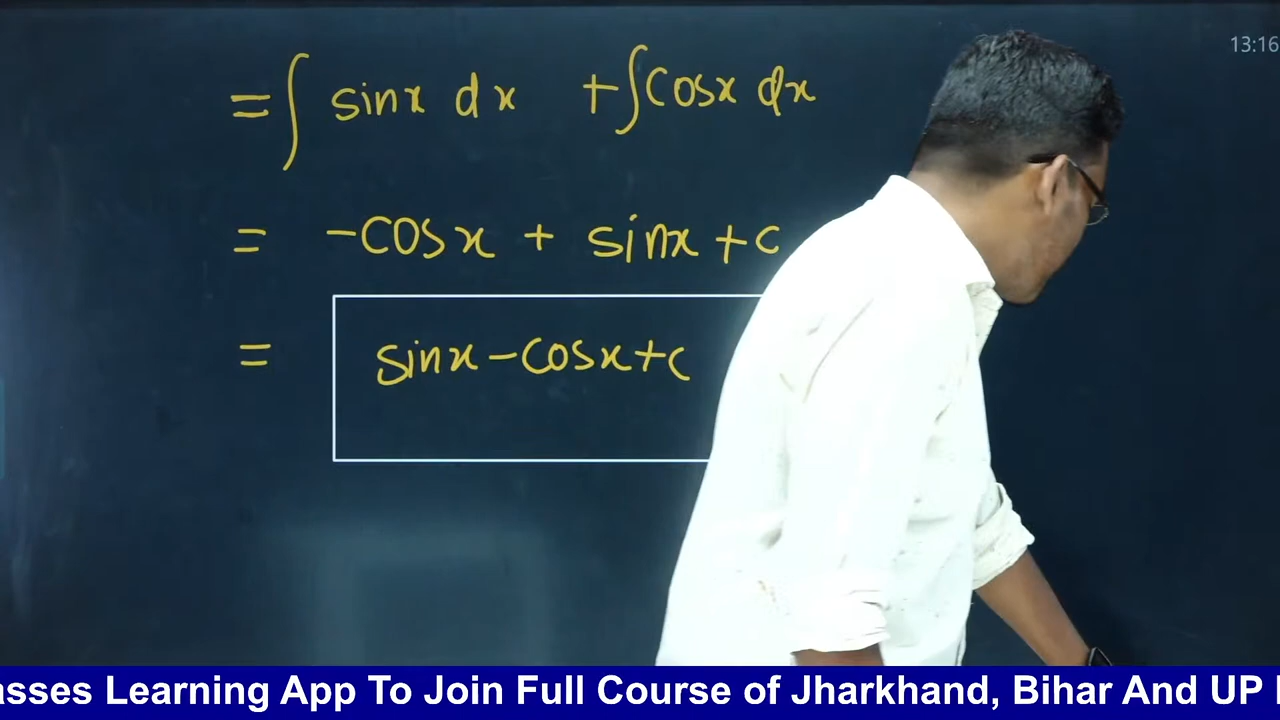 13:16
= ∫ sinx dx + ∫ cosx dx
= -cosx + sinx + c
= sinx - cosx + c
Learning App To Join Full Course of Jharkhand, Bihar And UP